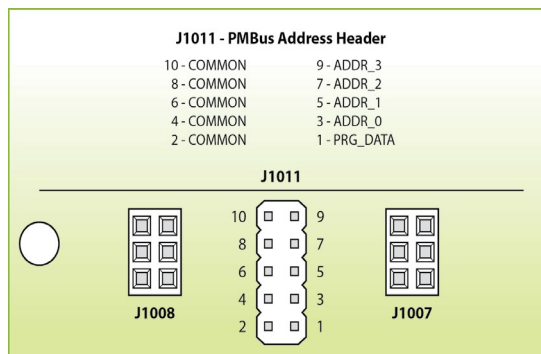 J1011 - PMBus Address Header
10 - COMMON 9 - ADDR_3
8 - COMMON 7 - ADDR_2
6 - COMMON 5 - ADDR_1
4 - COMMON 3 - ADDR_0
2 - COMMON 1 - PRG_DATA
J1011
10 9
8 7
6 5
4 3
J1008 J1007
2 1